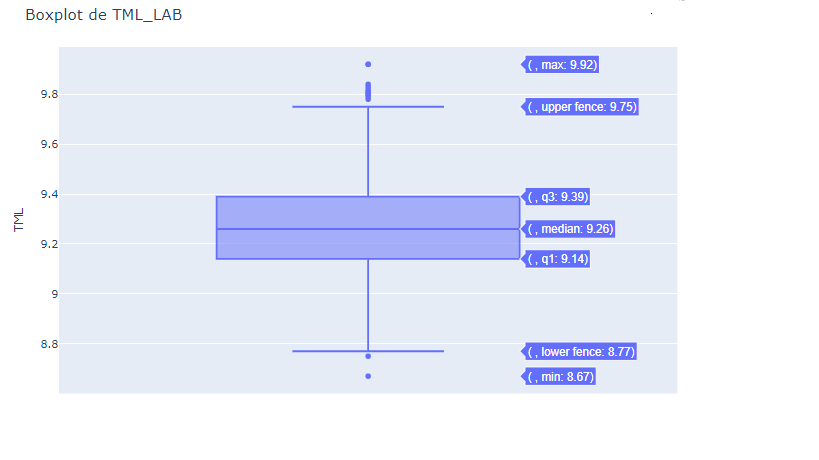 Boxplot de TML_LAB
( , max: 9.92)
9.8
( , upper fence: 9.75)
9.6
9.4
( , q3: 9.39)
TML
( , median: 9.26)
9.2
( , q1: 9.14)
9
8.8
( , lower fence: 8.77)
( , min: 8.67)